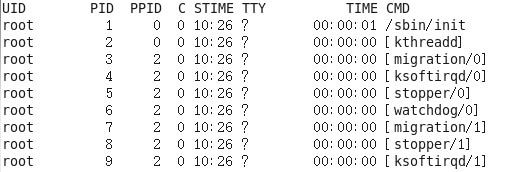 UID        PID  PPID  C STIME TTY          TIME CMD
root         1     0  0 10:26 ?        00:00:01 /sbin/init
root         2     0  0 10:26 ?        00:00:00 [kthreadd]
root         3     2  0 10:26 ?        00:00:00 [migration/0]
root         4     2  0 10:26 ?        00:00:00 [ksoftirqd/0]
root         5     2  0 10:26 ?        00:00:00 [stopper/0]
root         6     2  0 10:26 ?        00:00:00 [watchdog/0]
root         7     2  0 10:26 ?        00:00:00 [migration/1]
root         8     2  0 10:26 ?        00:00:00 [stopper/1]
root         9     2  0 10:26 ?        00:00:00 [ksoftirqd/1]